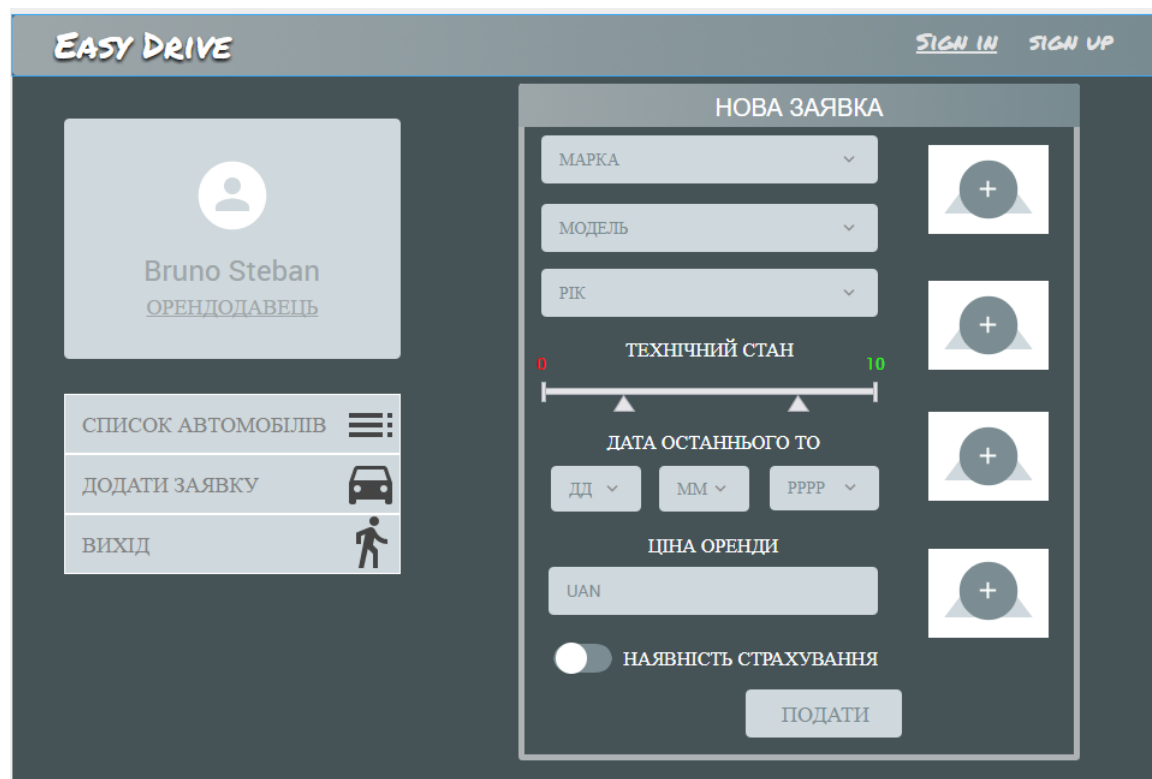 EASY DRIVE
SIGN IN SIGN UP
Bruno Steban
ОРЕНДОДАВЕЦЬ
СПИСОК АВТОМОБІЛІВ
ДОДАТИ ЗАЯВКУ
ВИХІД
НОВА ЗАЯВКА
МАРКА
МОДЕЛЬ
РІК
ТЕХНІЧНИЙ СТАН
0 10
ДАТА ОСТАННЬОГО ТО
ДД ММ РРРР
ЦІНА ОРЕНДИ
UAN
НАЯВНІСТЬ СТРАХУВАННЯ
ПОДАТИ